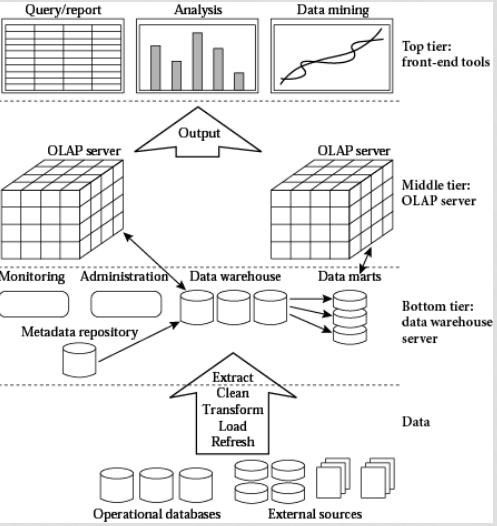 Query/report
Analysis
Data mining
Top tier:
front-end tools
Output
OLAP server
OLAP server
Middle tier:
OLAP server
Monitoring
Administration
Data warehouse
Data marts
Metadata repository
Bottom tier:
data warehouse
server
Extract
Clean
Transform
Load
Refresh
Data
Operational databases
External sources